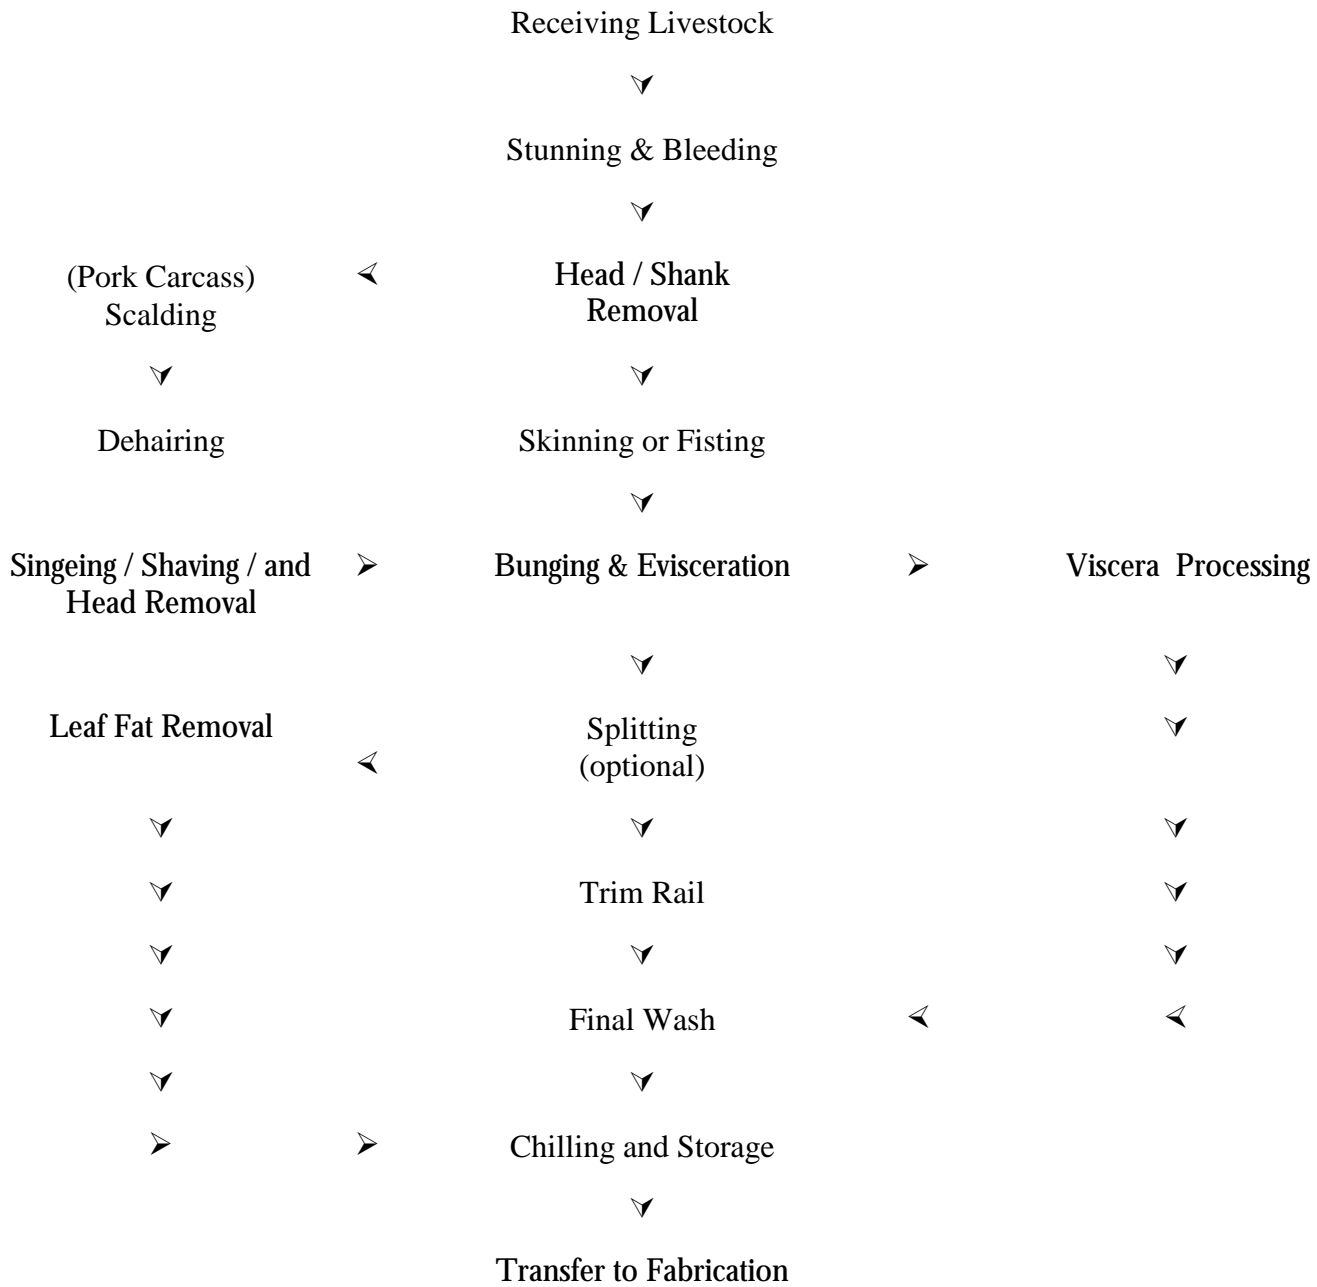 Receiving Livestock
Stunning & Bleeding
(Pork Carcass)
Scalding
Head / Shank
Removal
Dehairing
Skinning or Fisting
Singeing / Shaving / and
Head Removal
Bunging & Evisceration
Viscera Processing
Leaf Fat Removal
Splitting
(optional)
Trim Rail
Final Wash
Chilling and Storage
Transfer to Fabrication